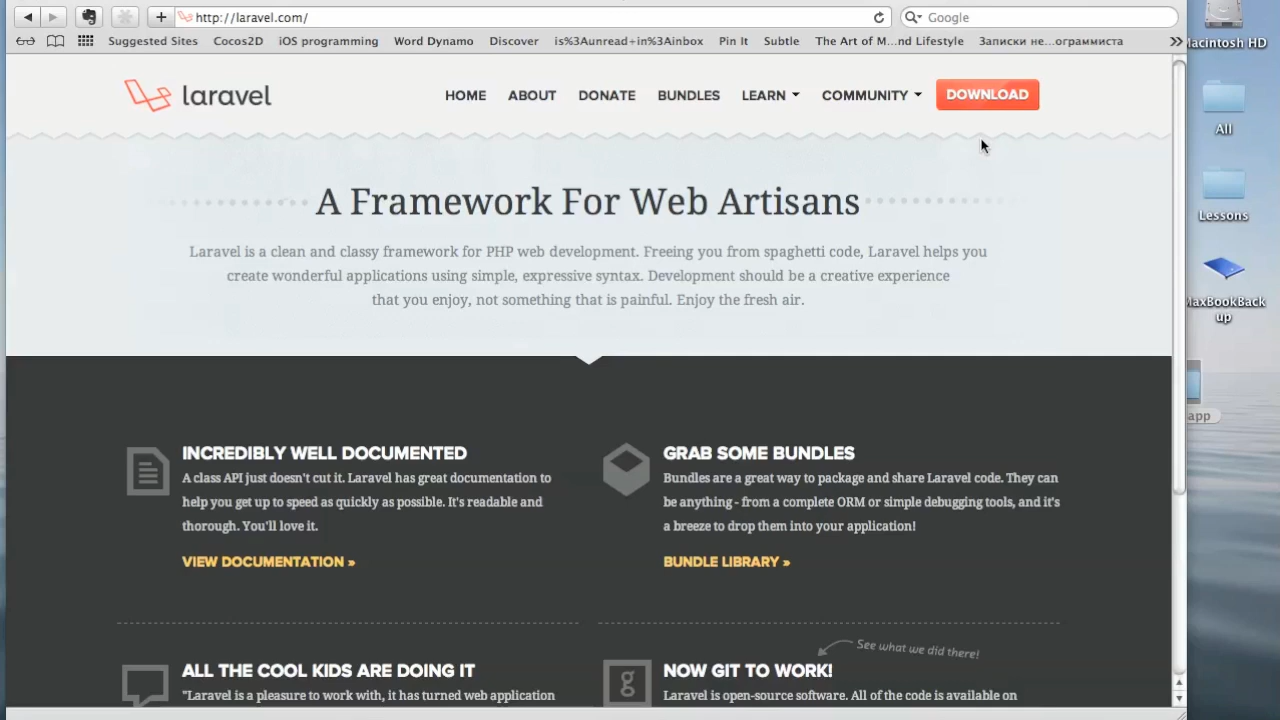 http://laravel.com/
Google
Suggested Sites Cocos2D iOS programming Word Dynamo Discover is%3Aunread+in%3Ainbox Pin It Subtle The Art of M...nd Lifestyle Записки не...ограммиста
Macintosh HD
laravel
HOME ABOUT DONATE BUNDLES LEARN COMMUNITY DOWNLOAD
All
A Framework For Web Artisans
Lessons
Laravel is a clean and classy framework for PHP web development. Freeing you from spaghetti code, Laravel helps you
create wonderful applications using simple, expressive syntax. Development should be a creative experience
that you enjoy, not something that is painful. Enjoy the fresh air.
MaxBookBack
up
app
INCREDIBLY WELL DOCUMENTED
A class API just doesn't cut it. Laravel has great documentation to
help you get up to speed as quickly as possible. It's readable and
thorough. You'll love it.
VIEW DOCUMENTATION »
GRAB SOME BUNDLES
Bundles are a great way to package and share Laravel code. They can
be anything - from a complete ORM or simple debugging tools, and it's
a breeze to drop them into your application!
BUNDLE LIBRARY »
ALL THE COOL KIDS ARE DOING IT
"Laravel is a pleasure to work with, it has turned web application
See what we did there!
NOW GIT TO WORK!
g
Laravel is open-source software. All of the code is available on